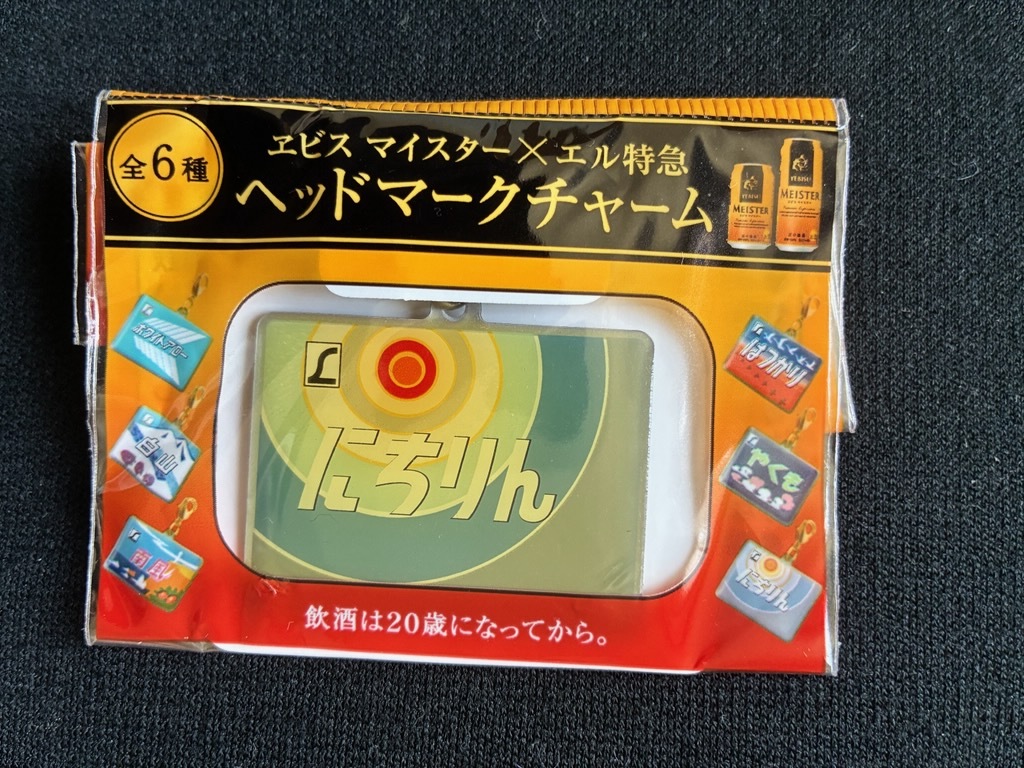 全6種
ヱビス マイスター×エル特急
ヘッドマークチャーム
YEBISU
MEISTER
YEBISU
MEISTER
ホワイトアロー
白山
南風
L
にちりん
はつかり
やくも
にちりん
飲酒は20歳になってから。